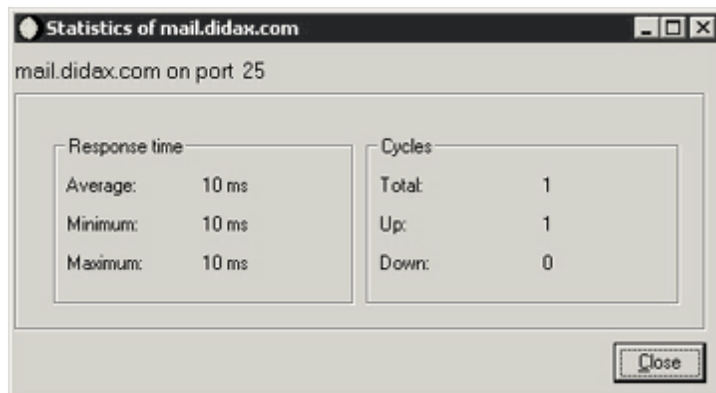 Statistics of mail.didax.com
mail.didax.com on port 25
Response time
Average: 10 ms
Minimum: 10 ms
Maximum: 10 ms
Cycles
Total: 1
Up: 1
Down: 0
Close